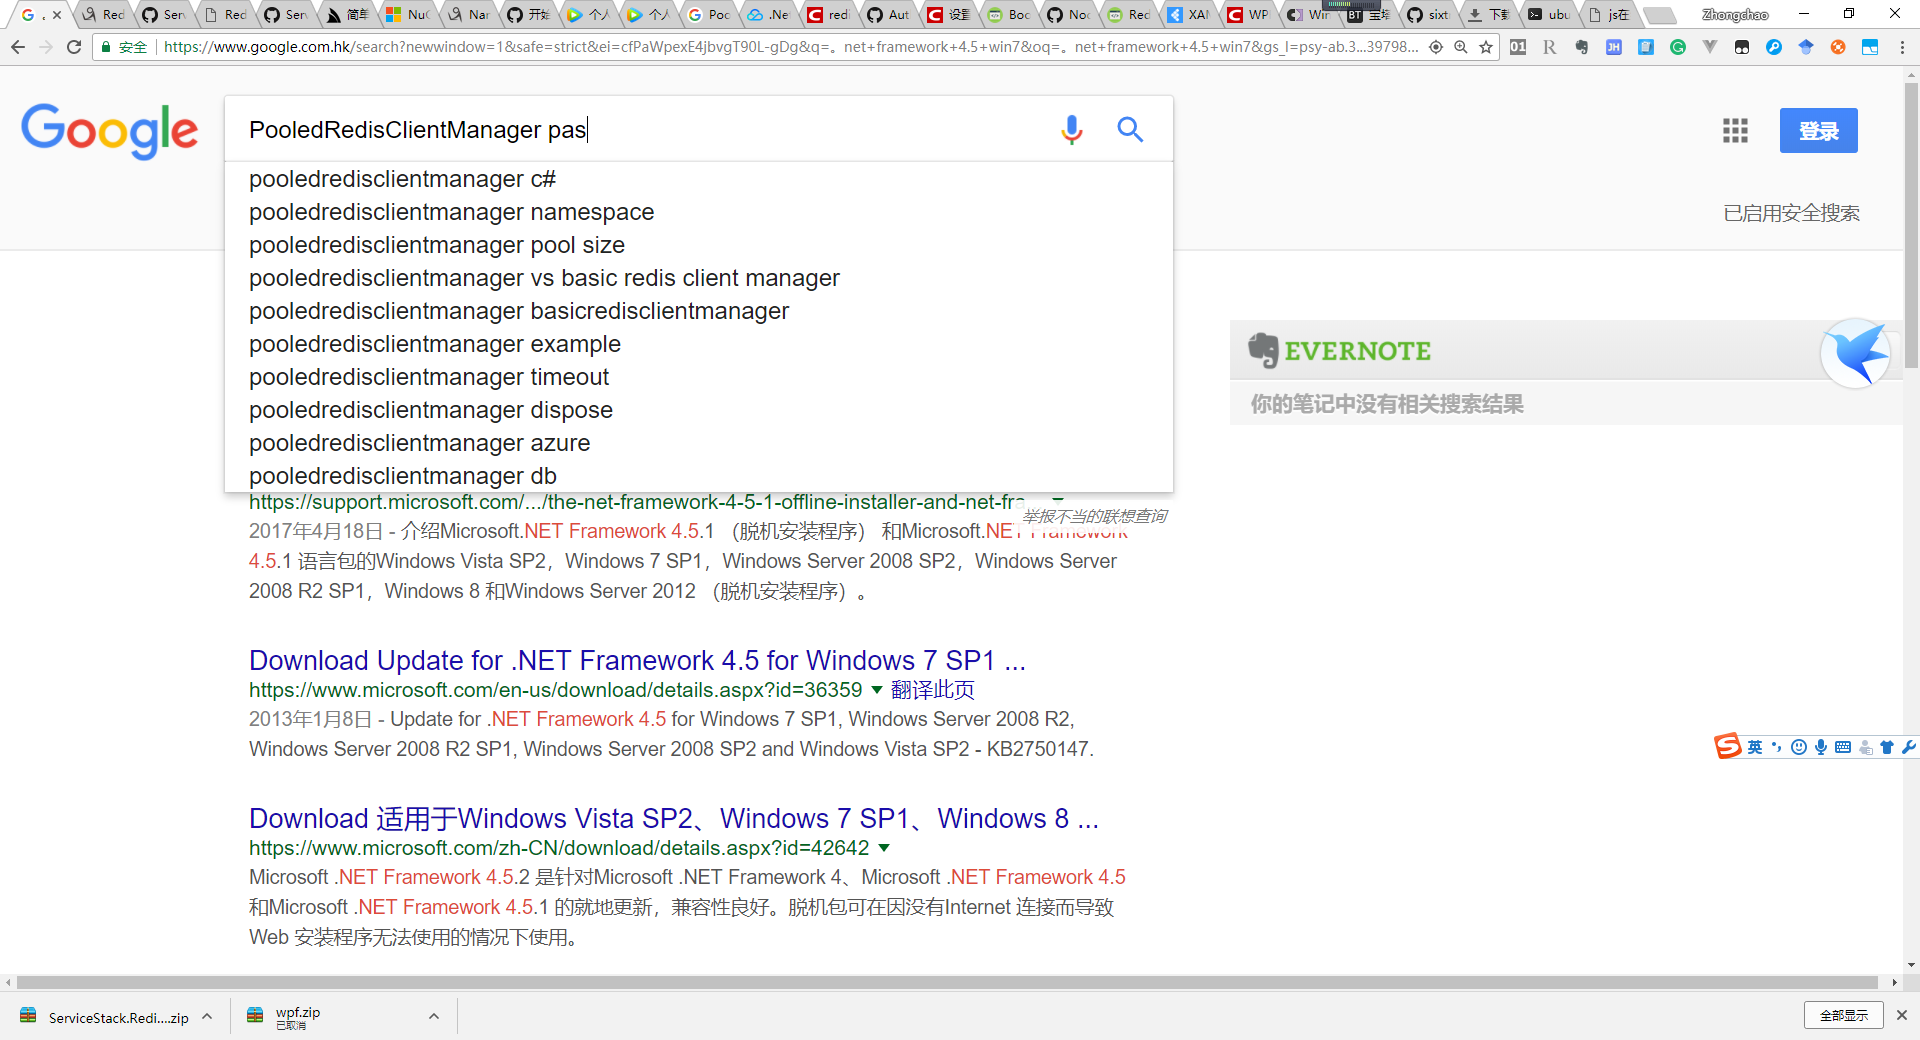 Red
Ser
Red
Ser
简单
NuG
Nar
开始
个人
个人
Poc
.Ne
redi
Aut
设置
Boc
Noc
Red
XAN
WPI
Wir
宝塔
sixt
下载
ubu
js在
Zhongchao
安全
https://www.google.com.hk/search?newwindow=1&safe=strict&ei=cfPaWpexE4jbvgT90L-gDg&q=。net+framework+4.5+win7&oq=。net+framework+4.5+win7&gs_l=psy-ab.3...39798...
Google
PooledRedisClientManager pas
登录
pooledredisclientmanager c#
pooledredisclientmanager namespace
已启用安全搜索
pooledredisclientmanager pool size
pooledredisclientmanager vs basic redis client manager
pooledredisclientmanager basicredisclientmanager
pooledredisclientmanager example
pooledredisclientmanager timeout
pooledredisclientmanager dispose
pooledredisclientmanager azure
pooledredisclientmanager db
EVERNOTE
你的笔记中没有相关搜索结果
https://support.microsoft.com/.../the-net-framework-4-5-1-offline-installer-and-net-fra
举报不当的联想查询
2017年4月18日 - 介绍Microsoft.NET Framework 4.5.1 （脱机安装程序） 和Microsoft.NET Framework
4.5.1 语言包的Windows Vista SP2，Windows 7 SP1，Windows Server 2008 SP2，Windows Server
2008 R2 SP1，Windows 8 和Windows Server 2012 （脱机安装程序）。
Download Update for .NET Framework 4.5 for Windows 7 SP1 ...
https://www.microsoft.com/en-us/download/details.aspx?id=36359 翻译此页
2013年1月8日 - Update for .NET Framework 4.5 for Windows 7 SP1, Windows Server 2008 R2,
Windows Server 2008 R2 SP1, Windows Server 2008 SP2 and Windows Vista SP2 - KB2750147.
英
Download 适用于Windows Vista SP2、Windows 7 SP1、Windows 8 ...
https://www.microsoft.com/zh-CN/download/details.aspx?id=42642
Microsoft .NET Framework 4.5.2 是针对Microsoft .NET Framework 4、Microsoft .NET Framework 4.5
和Microsoft .NET Framework 4.5.1 的就地更新，兼容性良好。脱机包可在因没有Internet 连接而导致
Web 安装程序无法使用的情况下使用。
ServiceStack.Redi....zip
wpf.zip
已取消
全部显示